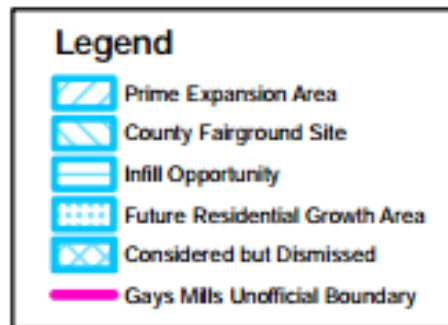 Legend
Prime Expansion Area
County Fairground Site
Infill Opportunity
Future Residential Growth Area
Considered but Dismissed
Gays Mills Unofficial Boundary